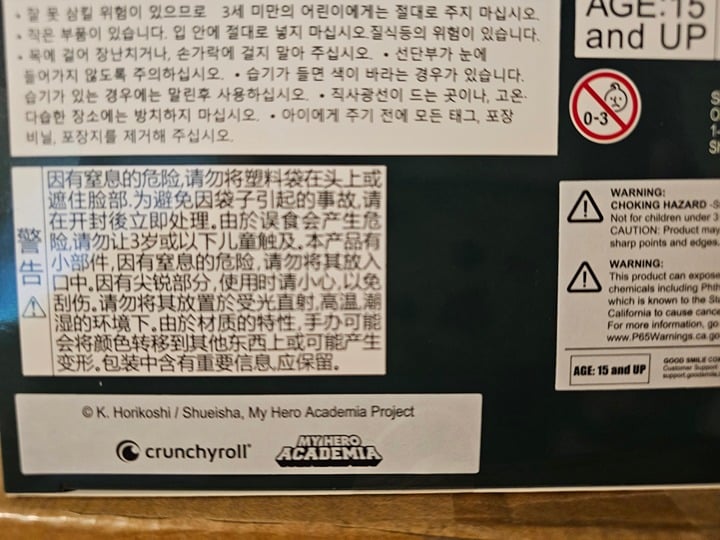 • 잘 못 삼킬 위험이 있으므로 3세 미만의 어린이에게는 절대로 주지 마십시오.
• 작은 부품이 있습니다. 입 안에 절대로 넣지 마십시오.질식등의 위험이 있습니다.
• 목에 걸어 장난치거나, 손가락에 걸지 말아 주십시오. • 선단부가 눈에
들어가지 않도록 주의하십시오. • 습기가 들면 색이 바라는 경우가 있습니다.
습기가 있는 경우에는 말린후 사용하십시오. • 직사광선이 드는 곳이나, 고온·
다습한 장소에는 방치하지 마십시오. • 아이에게 주기 전에 모든 태그, 포장
비닐, 포장지를 제거해 주십시오.
AGE:15
and UP
0-3
警告
因有窒息的危险,请勿将塑料袋在头上或
遮住脸部.为避免因袋子引起的事故,请
在开封後立即处理.由於误食会产生危
险,请勿让3岁或以下儿童触及.本产品有
小部件,因有窒息的危险,请勿将其放入
口中.因有尖锐部分,使用时请小心,以免
刮伤.请勿将其放置於受光直射,高温,潮
湿的环境下.由於材质的特性,手办可能
会将颜色转移到其他东西上或可能产生
变形.包装中含有重要信息,应保留.
WARNING:
CHOKING HAZARD
Not for children under 3
CAUTION: Product may
sharp points and edges.
WARNING:
This product can expose
chemicals including
which is known to the
California to cause
For more information, go
www.P65Warnings.ca.go
AGE: 15 and UP
GOOD SMILE
Customer Support
© K. Horikoshi / Shueisha, My Hero Academia Project
crunchyroll
MY HERO
ACADEMIA